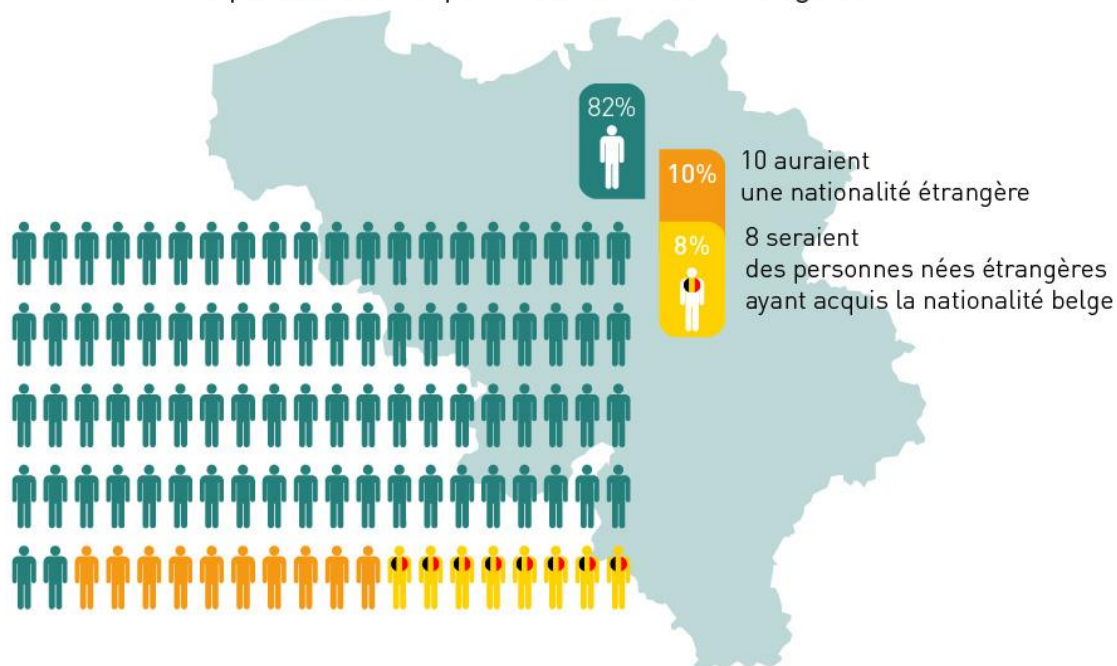 82%
10%
10 auraient
une nationalité étrangère
8%
8 seraient
des personnes nées étrangères
ayant acquis la nationalité belge